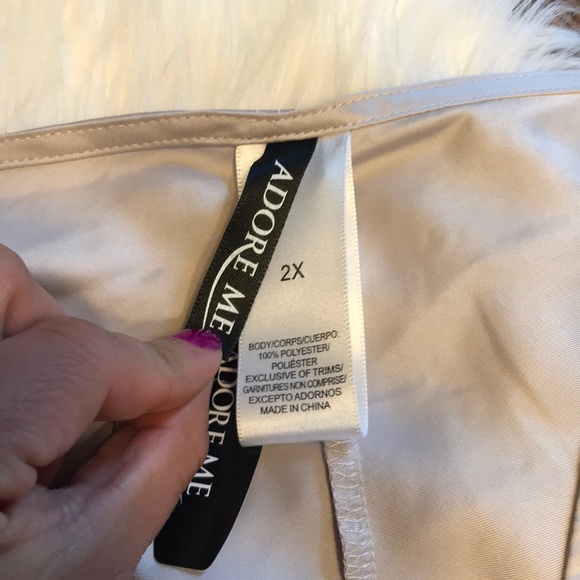 ADORE ME
ADORE ME
2X
BODY/CORPS/CUERPO:
100% POLYESTER/
POLIÉSTER
EXCLUSIVE OF TRIMS/
GARNITURES NON COMPRISE/
EXCEPTO ADORNOS
MADE IN CHINA